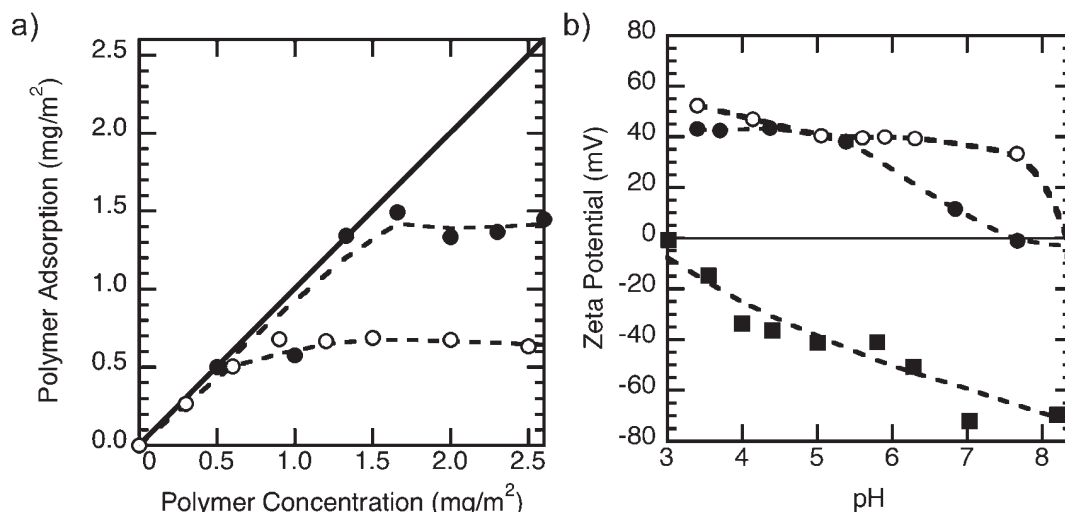 a)
Polymer Adsorption (mg/m²)
2.5
2.0
1.5
1.0
0.5
0.0
0 0.5 1.0 1.5 2.0 2.5
Polymer Concentration (mg/m²)
b)
Zeta Potential (mV)
80
60
40
20
0
-20
-40
-60
-80
3 4 5 6 7 8
pH